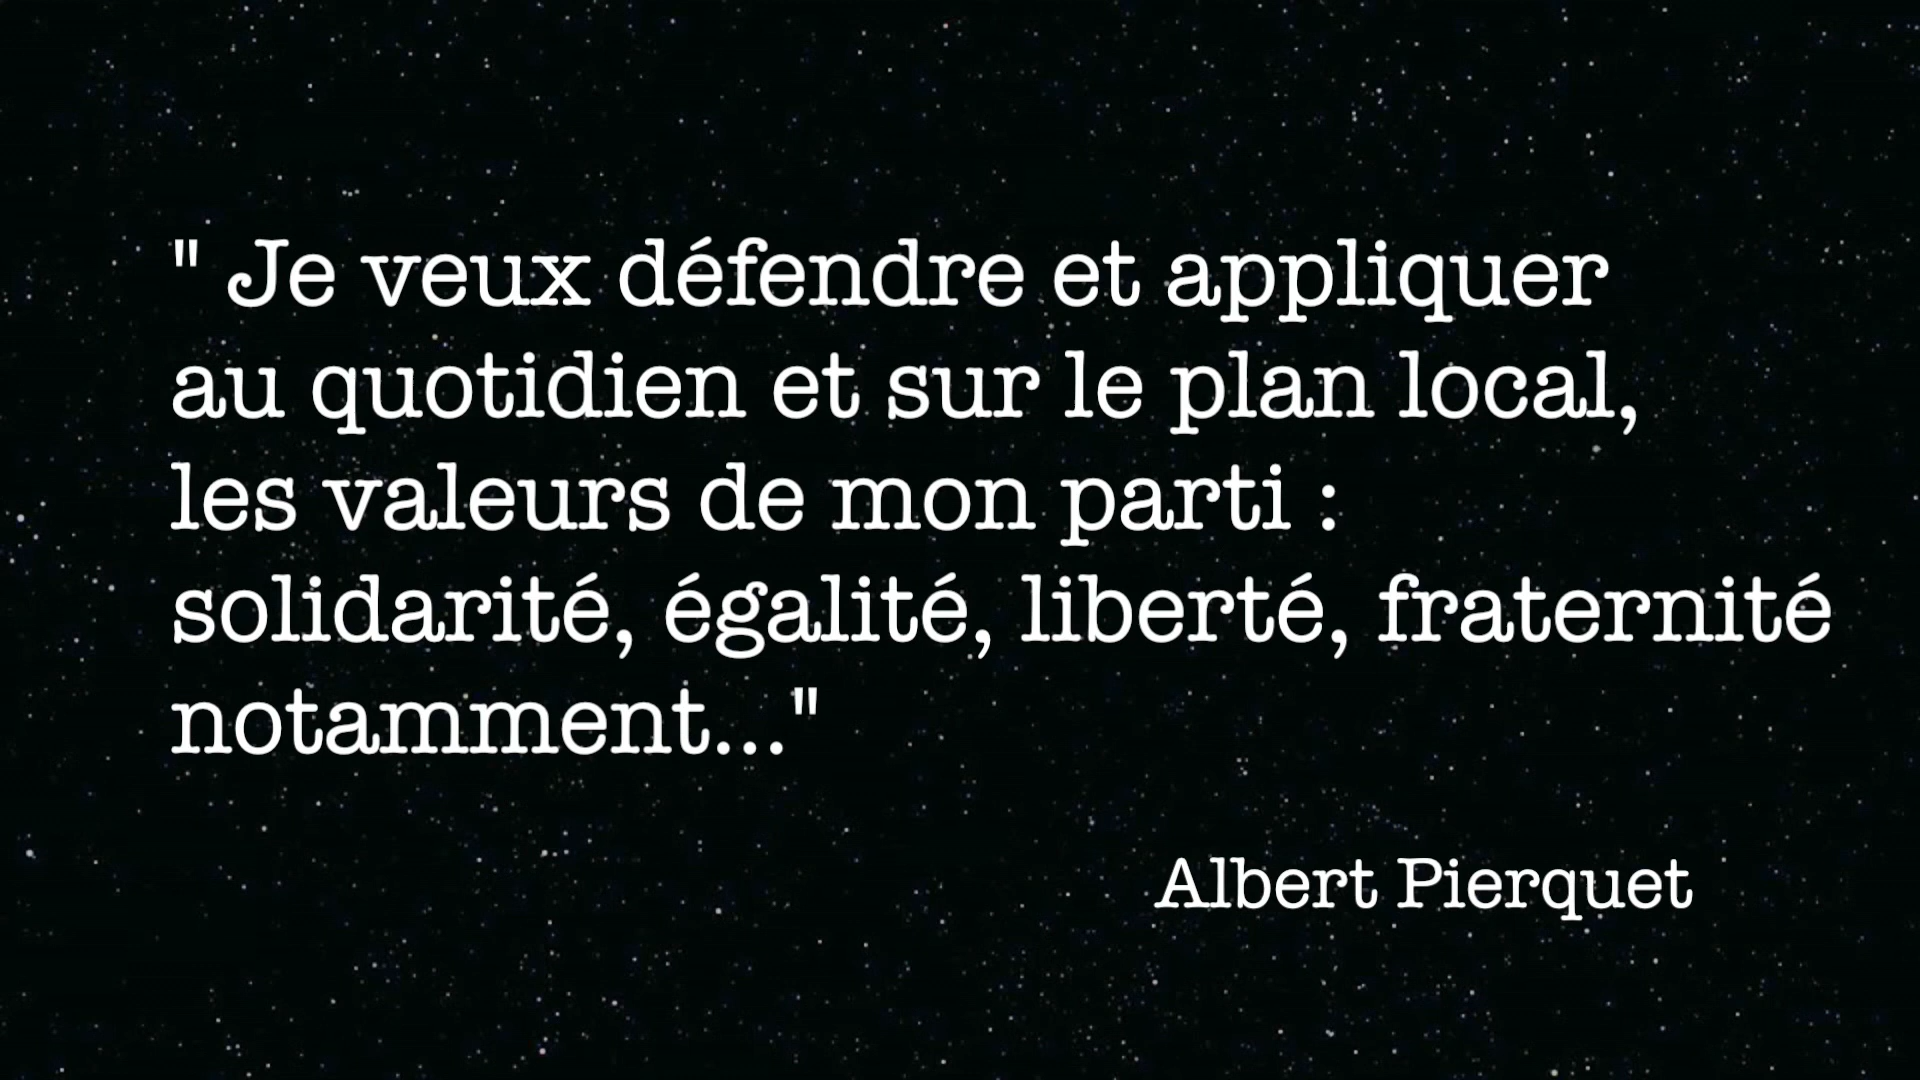 " Je veux défendre et appliquer
au quotidien et sur le plan local,
les valeurs de mon parti :
solidarité, égalité, liberté, fraternité
notamment..."
Albert Pierquet